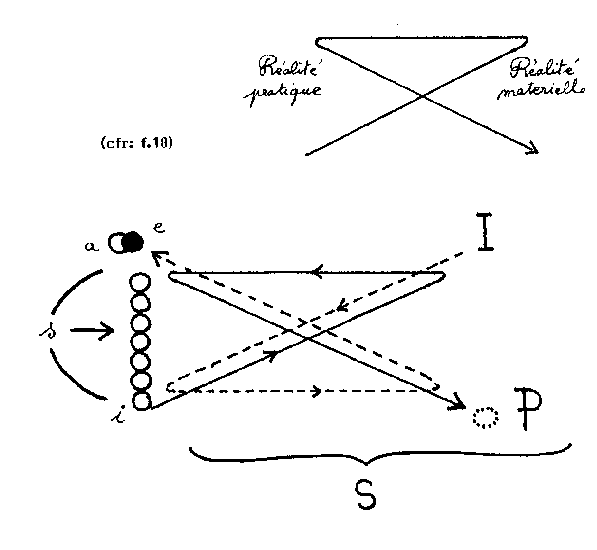 Réalité
pratique
Réalité
materielle
(cfr: f.10)
a
e
I
s
i
P
S